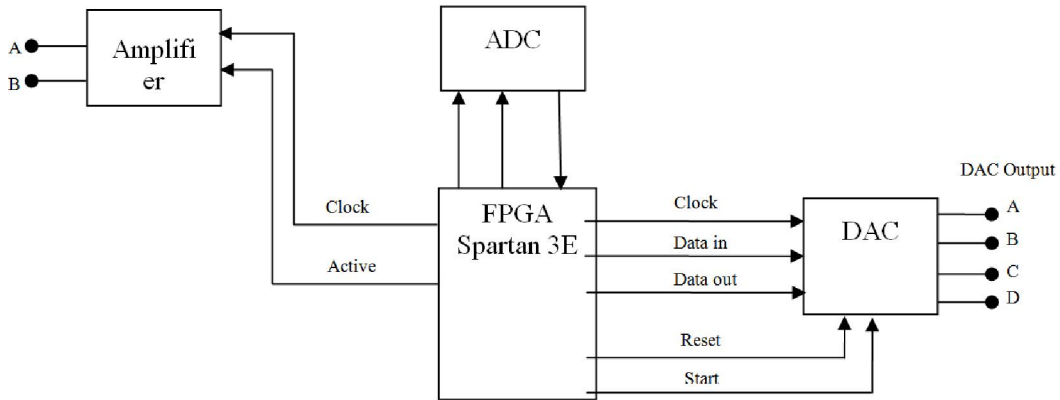 A
B
Amplifi
er
ADC
Clock
Active
FPGA
Spartan 3E
Clock
Data in
Data out
Reset
Start
DAC
DAC Output
A
B
C
D